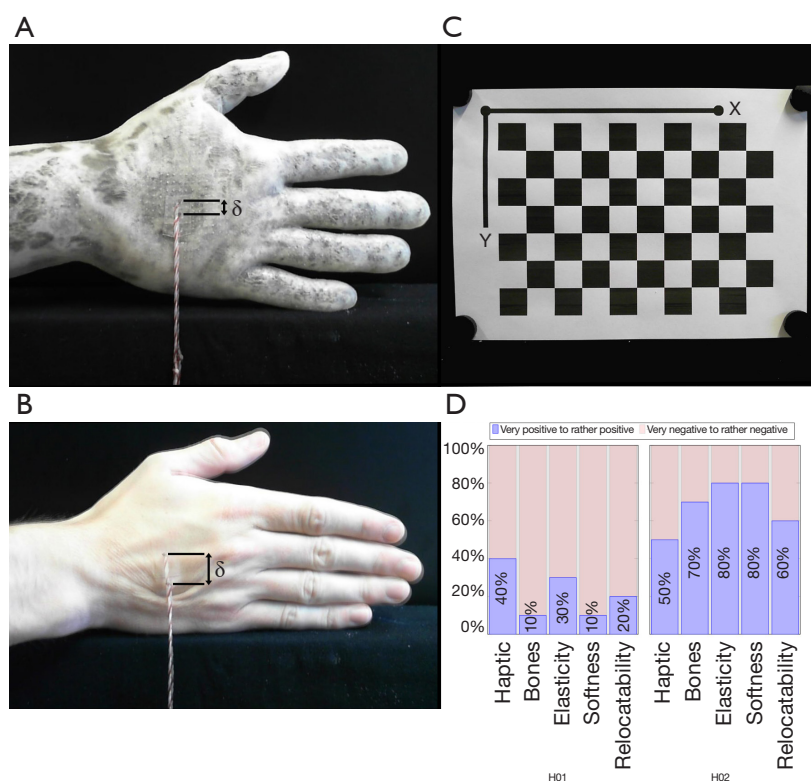 A
δ
B
δ
C
X
Y
D
Very positive to rather positive Very negative to rather negative
100%
80%
60%
40%
20%
0%
40%
10%
30%
10%
20%
50%
70%
80%
80%
60%
Haptic
Bones
Elasticity
Softness
Relocatability
Haptic
Bones
Elasticity
Softness
Relocatability
H01
H02